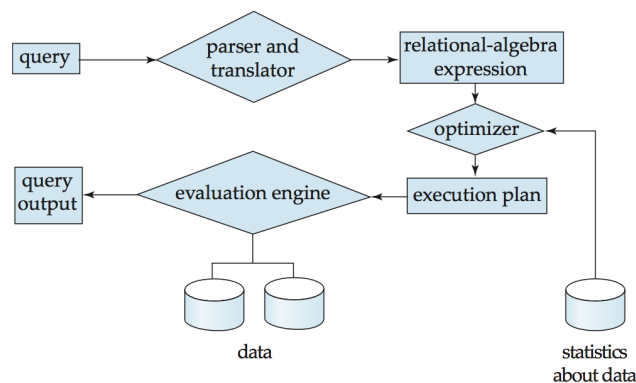 query
parser and
translator
relational-algebra
expression
optimizer
query
output
evaluation engine
execution plan
data
statistics
about data